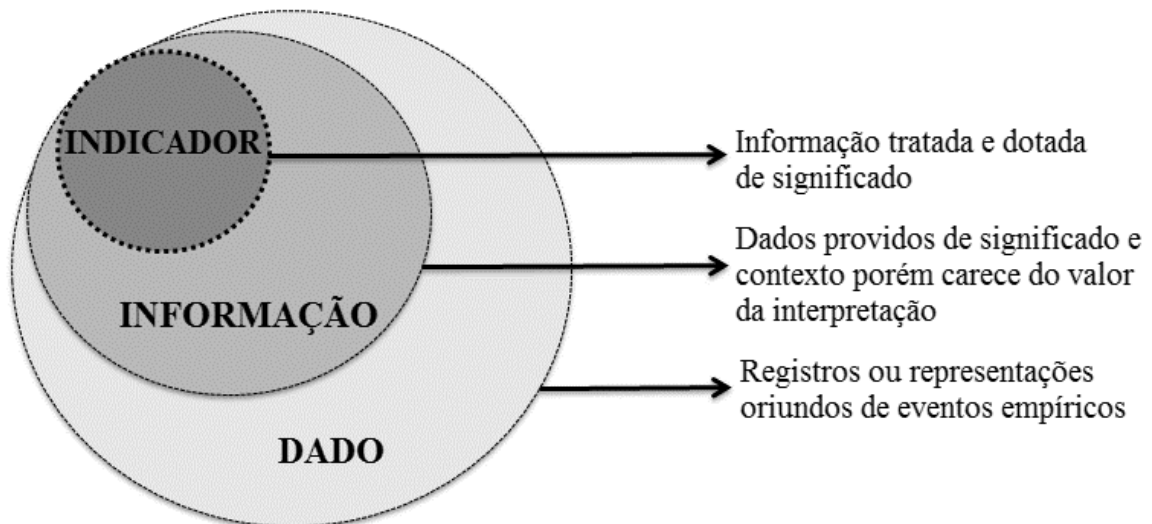 INDICADOR
Informação tratada e dotada
de significado
Dados providos de significado e
contexto porém carece do valor
da interpretação
INFORMAÇÃO
Registros ou representações
oriundos de eventos empíricos
DADO